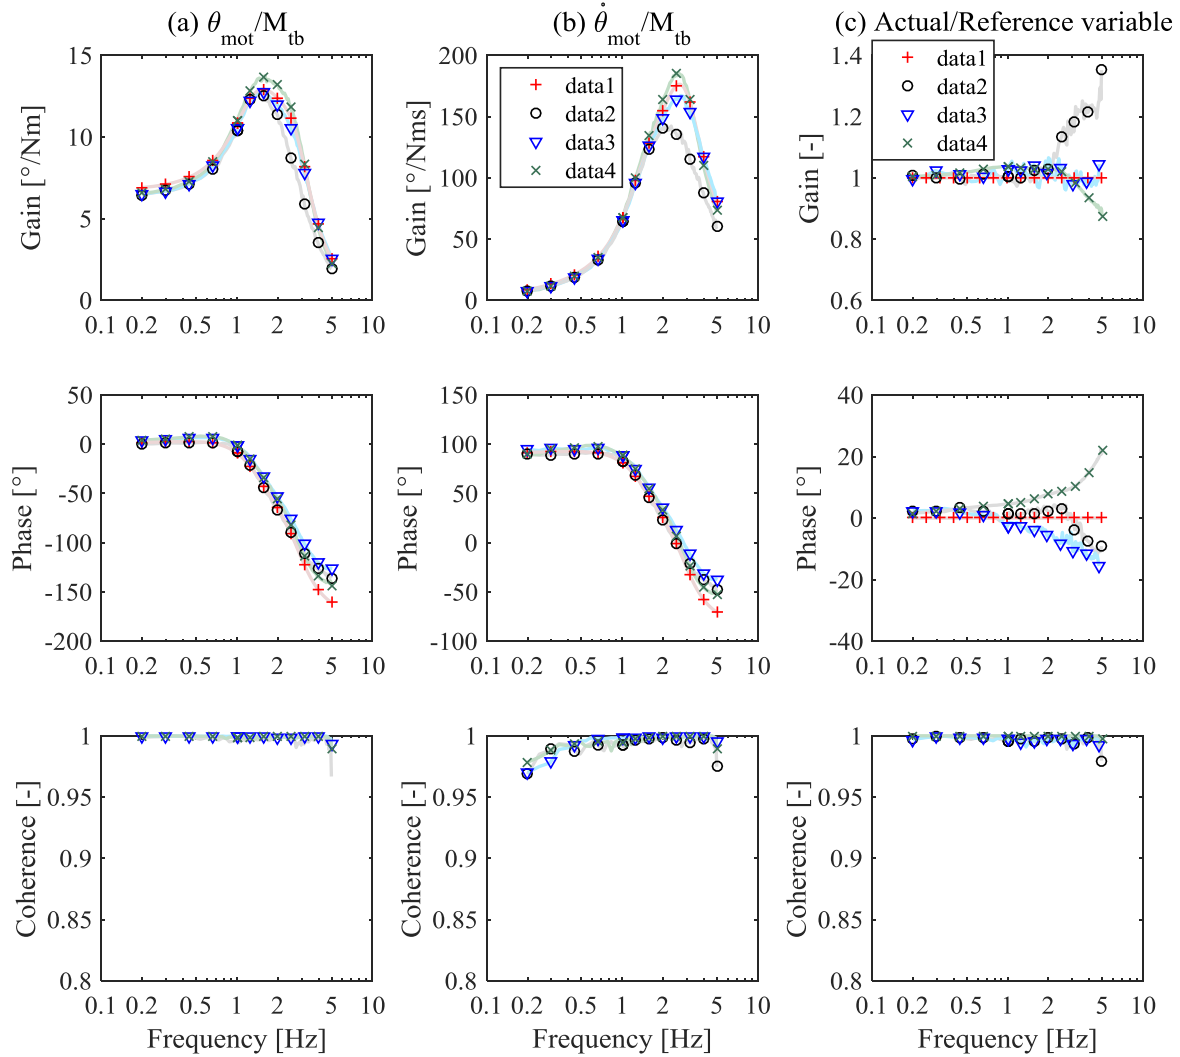 (a) θmot/Mtb
(b) θ̇mot/Mtb
(c) Actual/Reference variable
15
10
5
0
Gain [°/Nm]
0.1 0.2 0.5 1 2 5 10
200
150
100
50
0
Gain [°/Nms]
data1
data2
data3
data4
0.1 0.2 0.5 1 2 5 10
1.4
1.2
1
0.8
0.6
Gain [-]
data1
data2
data3
data4
0.1 0.2 0.5 1 2 5 10
50
0
-50
-100
-150
-200
Phase [°]
0.1 0.2 0.5 1 2 5 10
150
100
50
0
-50
-100
Phase [°]
0.1 0.2 0.5 1 2 5 10
40
20
0
-20
-40
Phase [°]
0.1 0.2 0.5 1 2 5 10
1
0.95
0.9
0.85
0.8
Coherence [-]
0.1 0.2 0.5 1 2 5 10
Frequency [Hz]
1
0.95
0.9
0.85
0.8
Coherence [-]
0.1 0.2 0.5 1 2 5 10
Frequency [Hz]
1
0.95
0.9
0.85
0.8
Coherence [-]
0.1 0.2 0.5 1 2 5 10
Frequency [Hz]